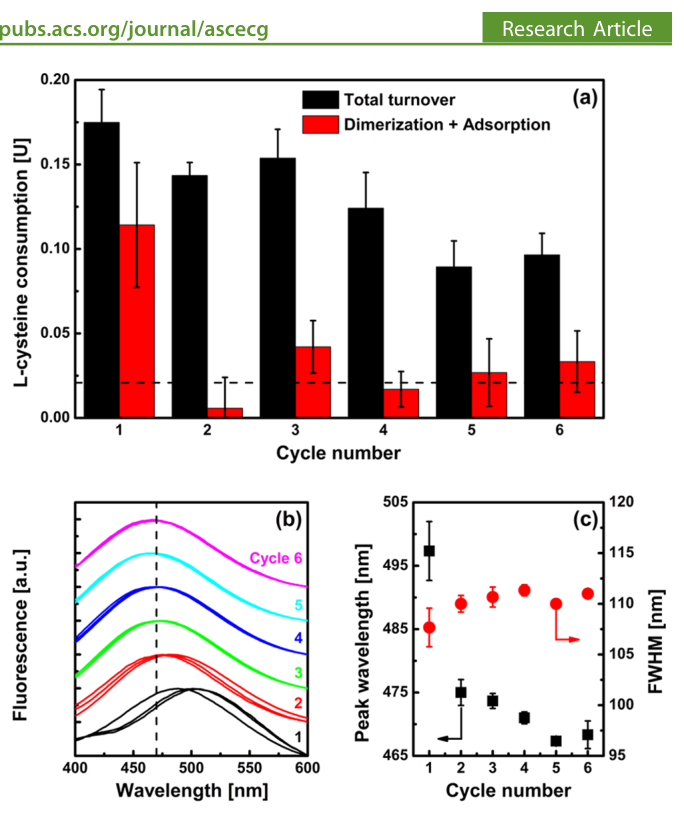 pubs.acs.org/journal/ascecg
Research Article
(a)
Total turnover
Dimerization + Adsorption
L-cysteine consumption [U]
0.20
0.15
0.10
0.05
0.00
1 2 3 4 5 6
Cycle number
(b)
Fluorescence [a.u.]
Cycle 6
5
4
3
2
1
400 450 500 550 600
Wavelength [nm]
(c)
Peak wavelength [nm]
505
495
485
475
465
120
115
110
105
100
95
FWHM [nm]
1 2 3 4 5 6
Cycle number